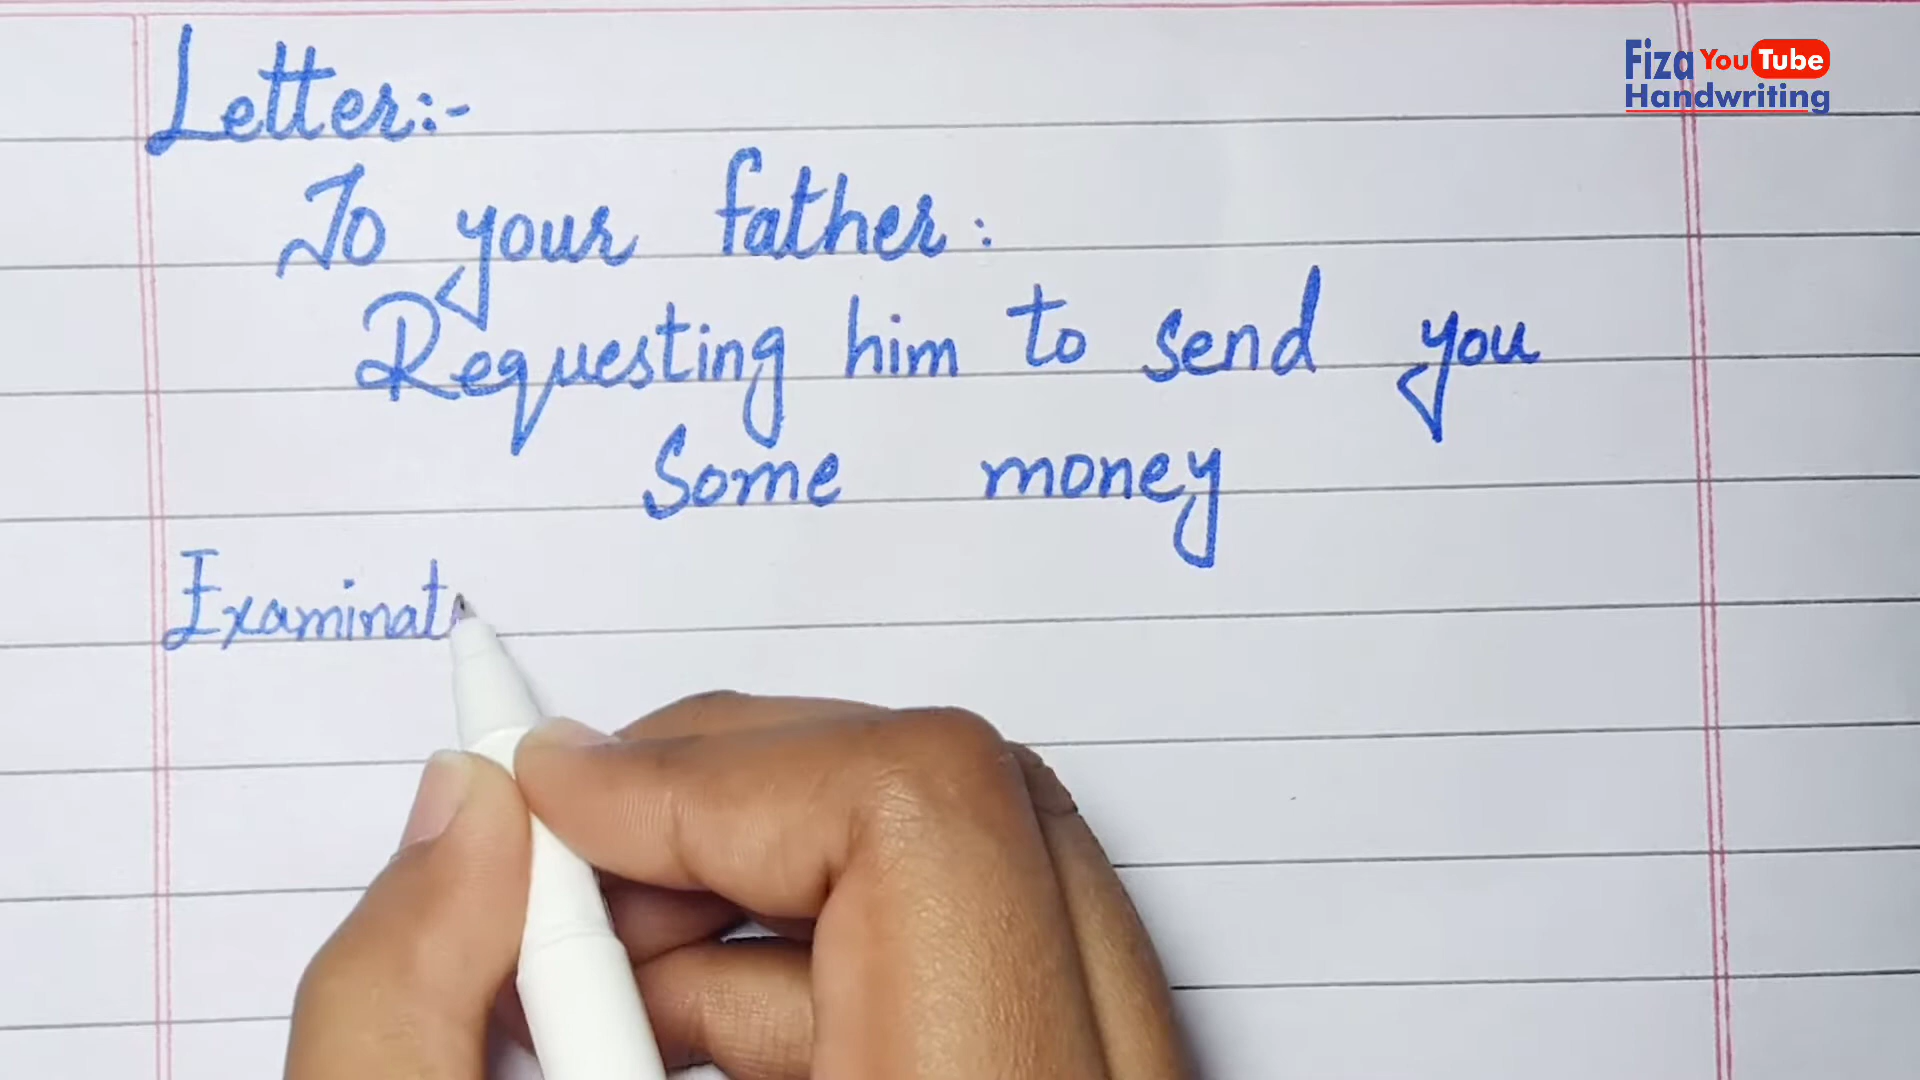 Letter:-
To your father:
Requesting him to send you
Some money
Examinat
Fiza YouTube
Handwriting